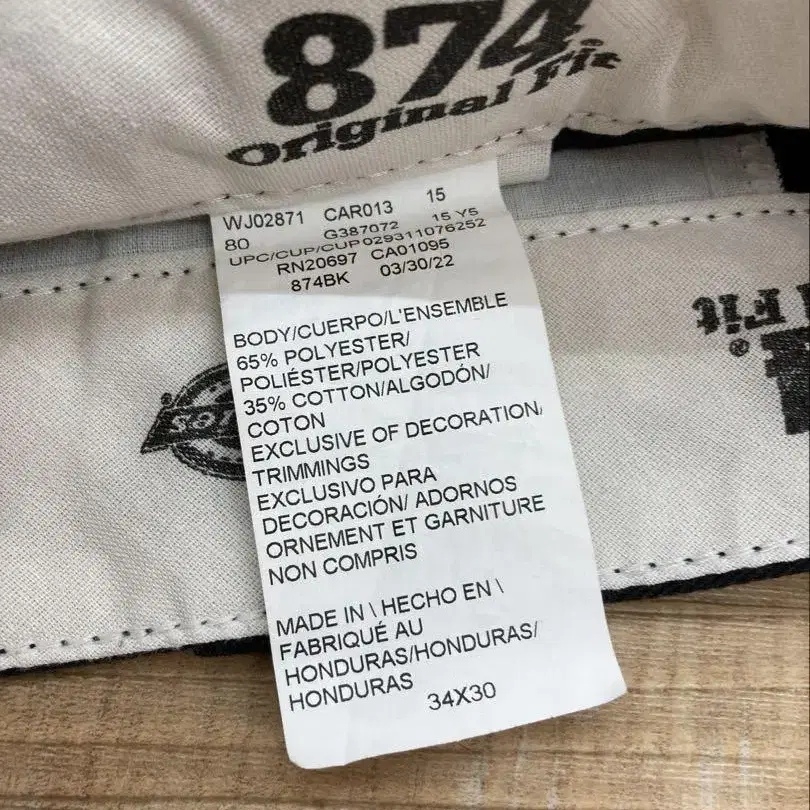 874
Original Fit
WJ02871 CAR013 15
80 G387072 15 Y5
UPC/CUP/CUP029311076252
RN20697 CA01095
874BK 03/30/22
BODY/CUERPO/L'ENSEMBLE
65% POLYESTER/
POLIÉSTER/POLYESTER
35% COTTON/ALGODÓN/
COTON
EXCLUSIVE OF DECORATION/
TRIMMINGS
EXCLUSIVO PARA
DECORACIÓN/ ADORNOS
ORNEMENT ET GARNITURE
NON COMPRIS
MADE IN \ HECHO EN \
FABRIQUÉ AU
HONDURAS/HONDURAS/
HONDURAS
34X30
Fit